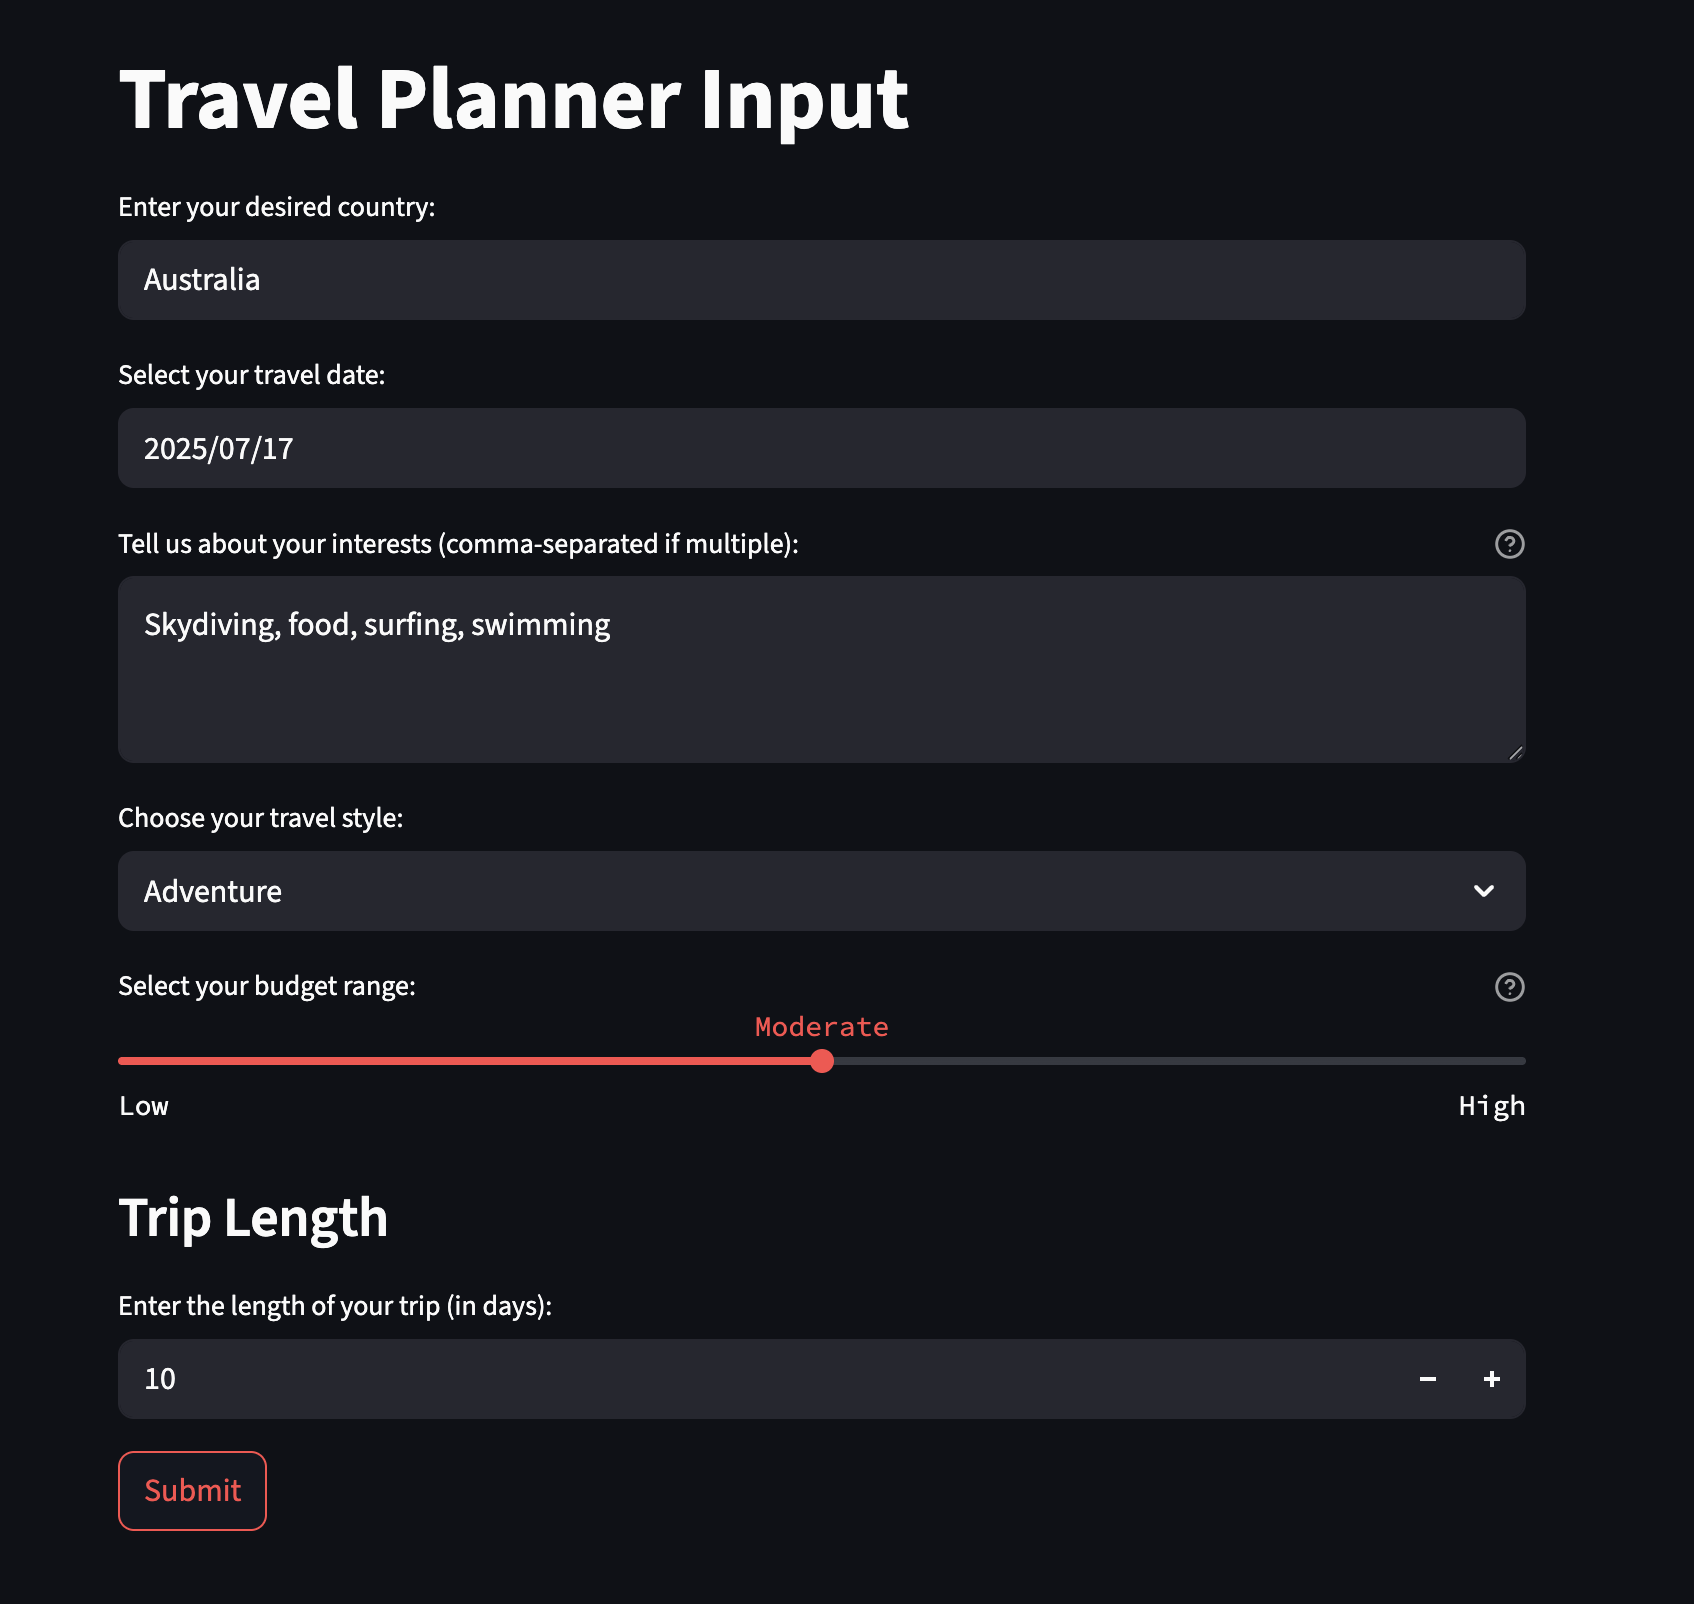 Travel Planner Input
Enter your desired country:
Australia
Select your travel date:
2025/07/17
Tell us about your interests (comma-separated if multiple):
Skydiving, food, surfing, swimming
Choose your travel style:
Adventure
Select your budget range:
Moderate
Low High
Trip Length
Enter the length of your trip (in days):
10
Submit